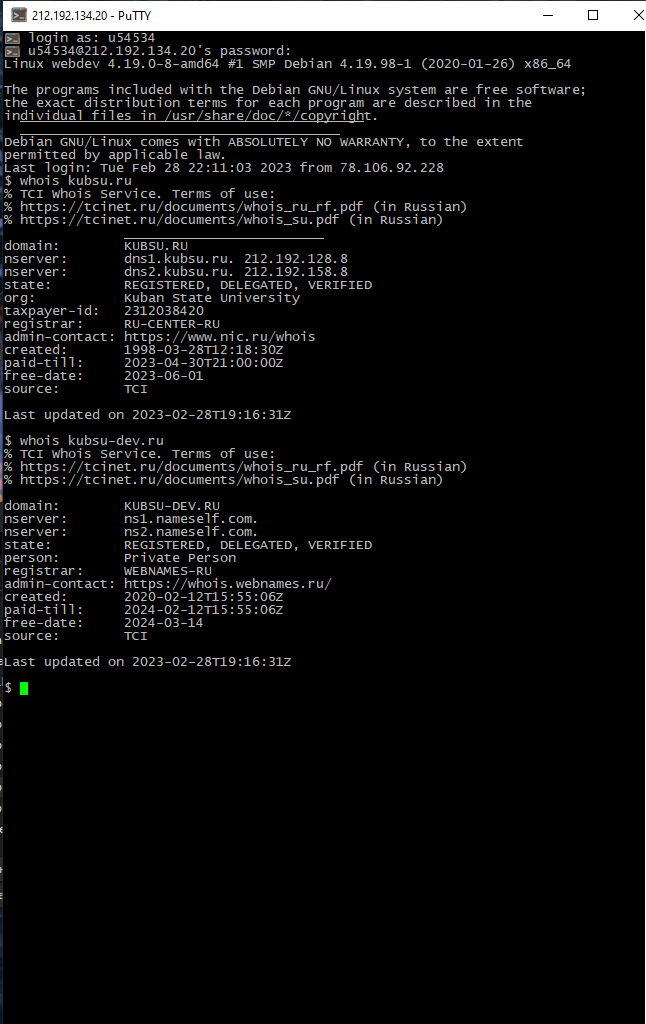 212.192.134.20 - PuTTY
login as: u54534
u54534@212.192.134.20's password:
Linux webdev 4.19.0-8-amd64 #1 SMP Debian 4.19.98-1 (2020-01-26) x86_64
The programs included with the Debian GNU/Linux system are free software;
the exact distribution terms for each program are described in the
individual files in /usr/share/doc/*/copyright.
Debian GNU/Linux comes with ABSOLUTELY NO WARRANTY, to the extent
permitted by applicable law.
Last login: Tue Feb 28 22:11:03 2023 from 78.106.92.228
$ whois kubsu.ru
% TCI Whois Service. Terms of use:
% https://tcinet.ru/documents/whois_ru_rf.pdf (in Russian)
% https://tcinet.ru/documents/whois_su.pdf (in Russian)
domain:        KUBSU.RU
nserver:       dns1.kubsu.ru. 212.192.128.8
nserver:       dns2.kubsu.ru. 212.192.158.8
state:         REGISTERED, DELEGATED, VERIFIED
org:           Kuban State University
taxpayer-id:   2312038420
registrar:     RU-CENTER-RU
admin-contact: https://www.nic.ru/whois
created:       1998-03-28T12:18:30Z
paid-till:     2023-04-30T21:00:00Z
free-date:     2023-06-01
source:        TCI
Last updated on 2023-02-28T19:16:31Z
$ whois kubsu-dev.ru
% TCI Whois Service. Terms of use:
% https://tcinet.ru/documents/whois_ru_rf.pdf (in Russian)
% https://tcinet.ru/documents/whois_su.pdf (in Russian)
domain:        KUBSU-DEV.RU
nserver:       ns1.nameself.com.
nserver:       ns2.nameself.com.
state:         REGISTERED, DELEGATED, VERIFIED
person:        Private Person
registrar:     WEBNAMES-RU
admin-contact: https://whois.webnames.ru/
created:       2020-02-12T15:55:06Z
paid-till:     2024-02-12T15:55:06Z
free-date:     2024-03-14
source:        TCI
Last updated on 2023-02-28T19:16:31Z
$